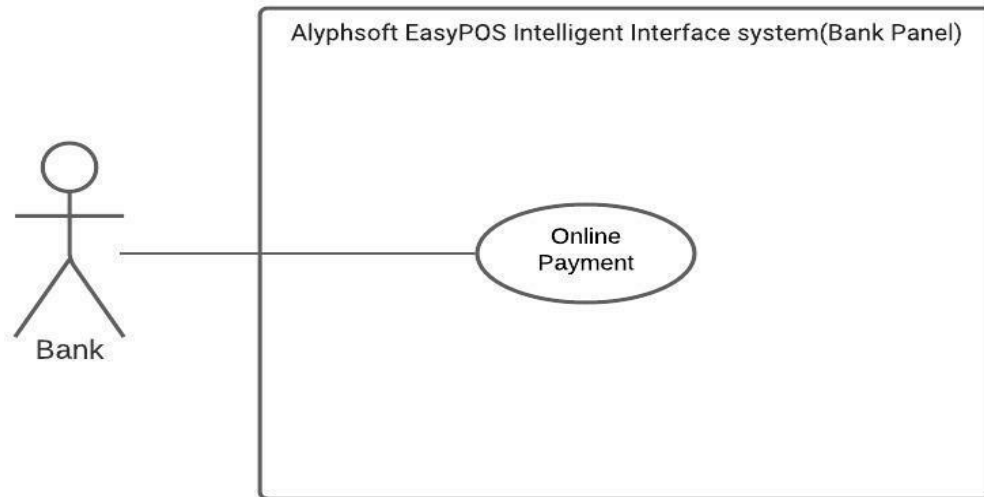 Alyphsoft EasyPOS Intelligent Interface system(Bank Panel)
Online
Payment
Bank